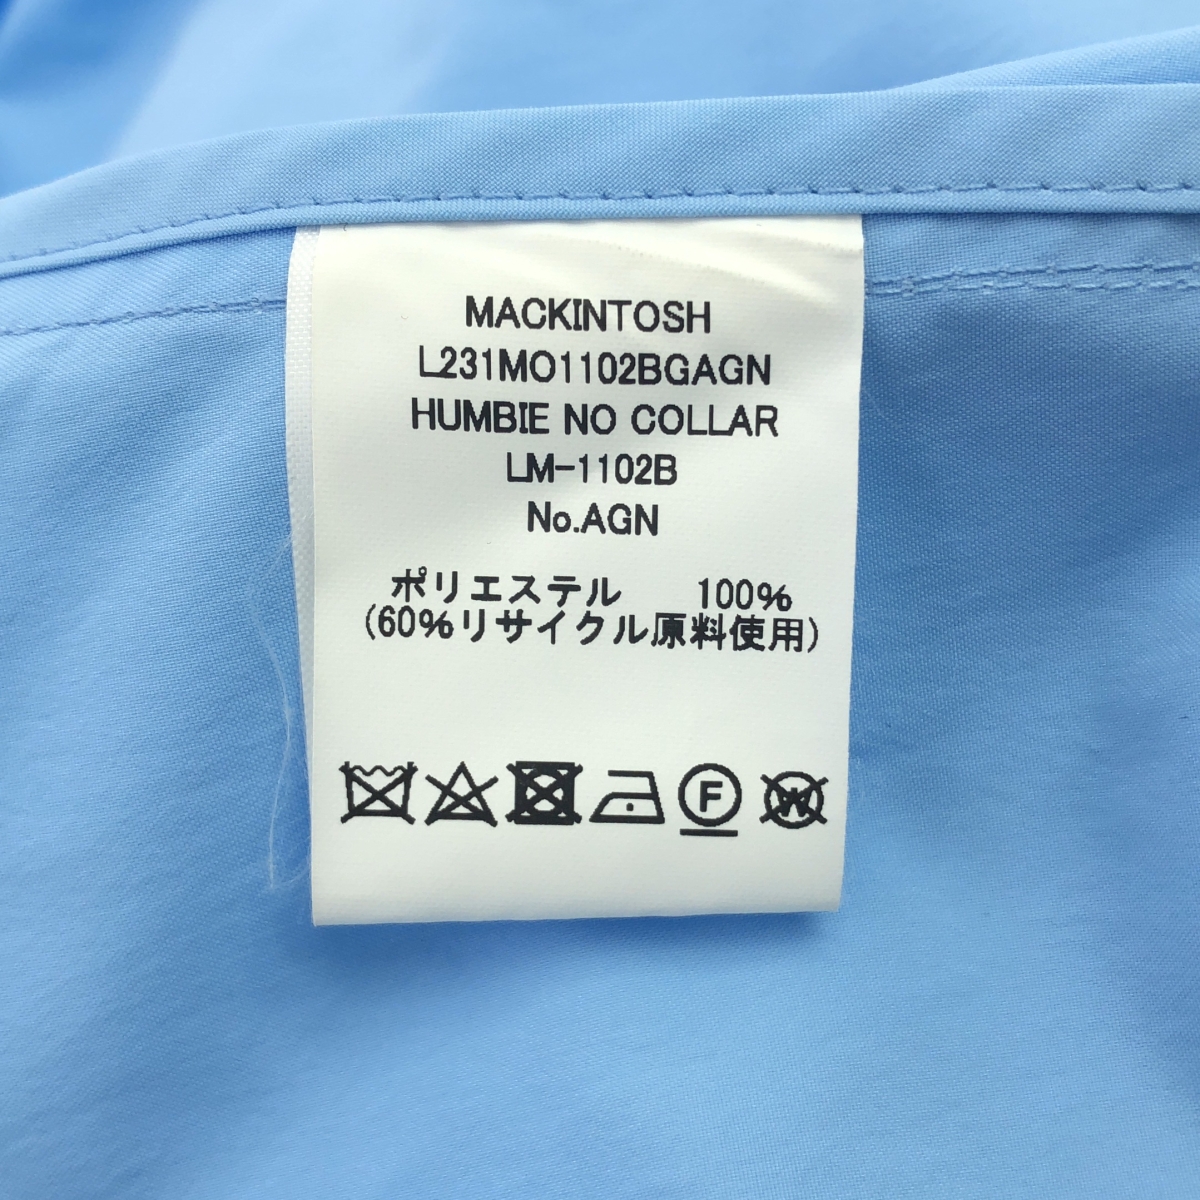 MACKINTOSH
L231MO1102BGAGN
HUMBIE NO COLLAR
LM-1102B
No.AGN
ポリエステル 100%
(60%リサイクル原料使用)
F W